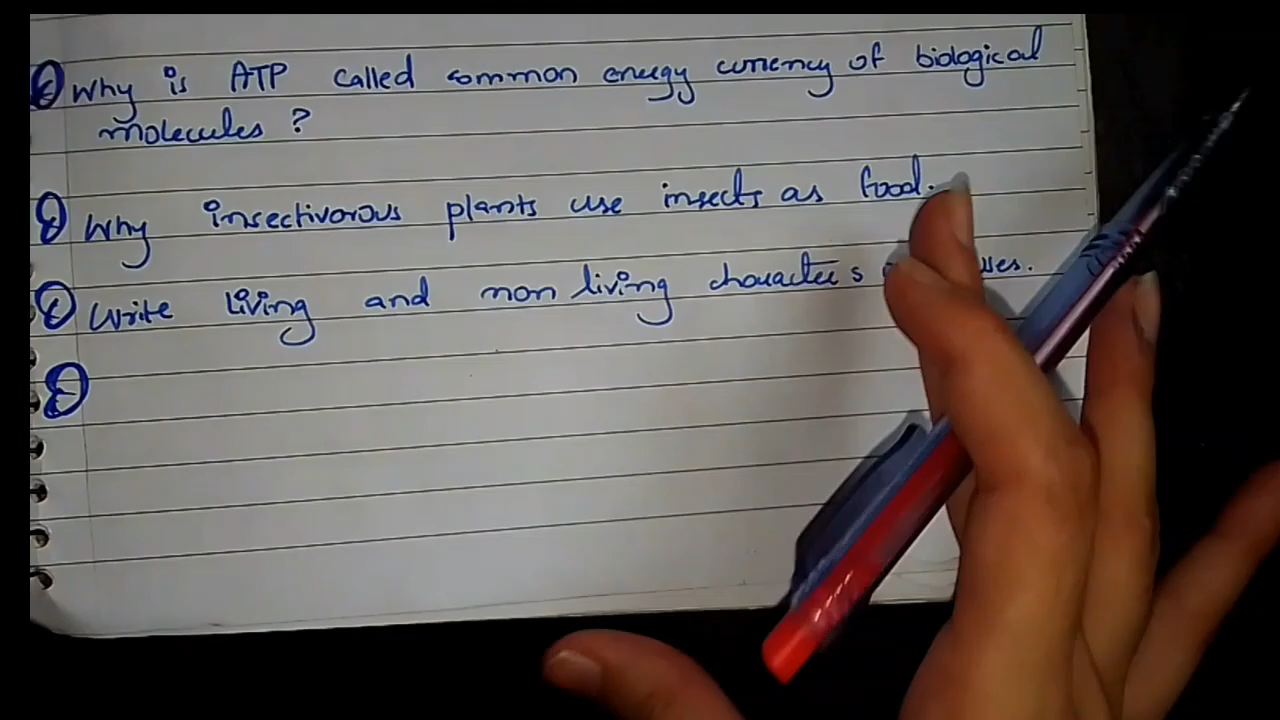 Q Why is ATP called common energy currency of biological
molecules ?
Q Why insectivorous plants use insects as food.
Q Write living and non living characters
Q